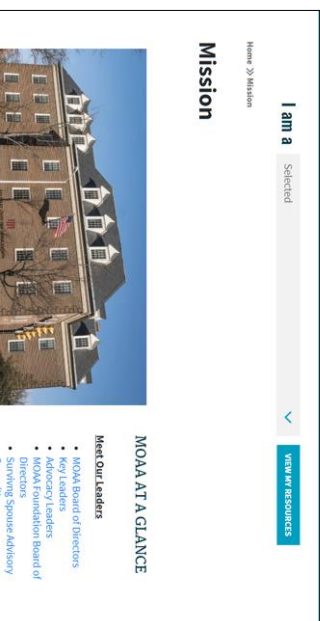 I am a
Selected
VIEW MY RESOURCES
Home » Mission
Mission
MOAA AT A GLANCE
Meet Our Leaders
• MOAA Board of Directors
• Key Leaders
• Advocacy Leaders
• MOAA Foundation Board of
Directors
• Surviving Spouse Advisory